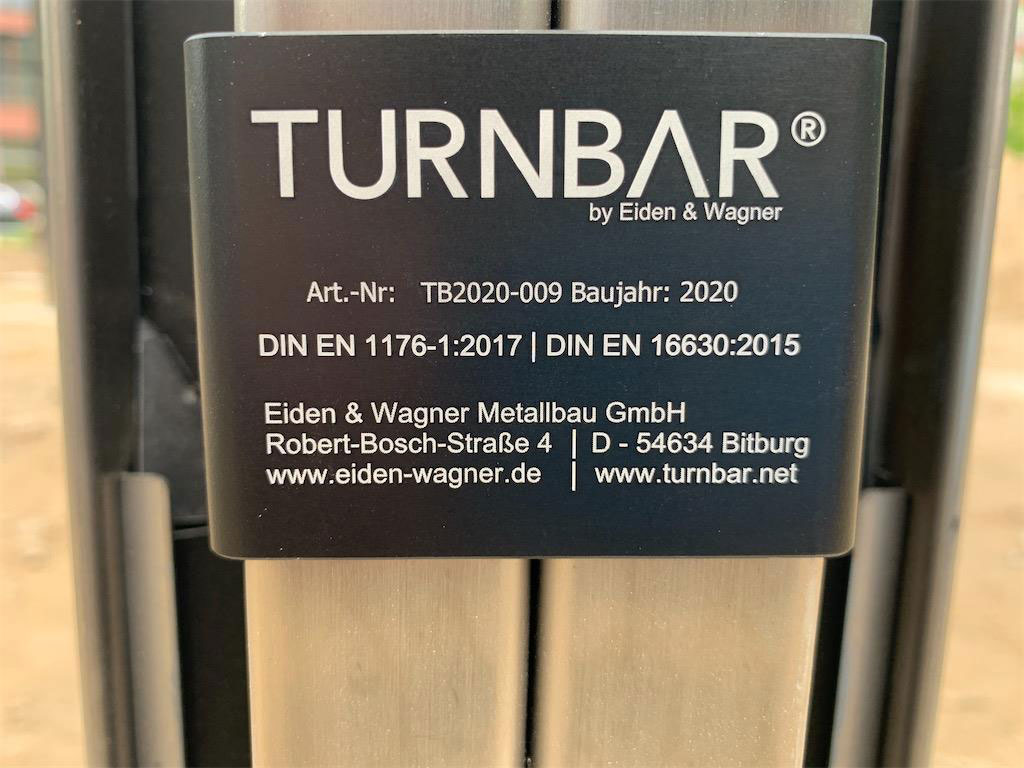 TURNBAR®
by Eiden & Wagner
Art.-Nr: TB2020-009 Baujahr: 2020
DIN EN 1176-1:2017 | DIN EN 16630:2015
Eiden & Wagner Metallbau GmbH
Robert-Bosch-Straße 4 | D - 54634 Bitburg
www.eiden-wagner.de | www.turnbar.net